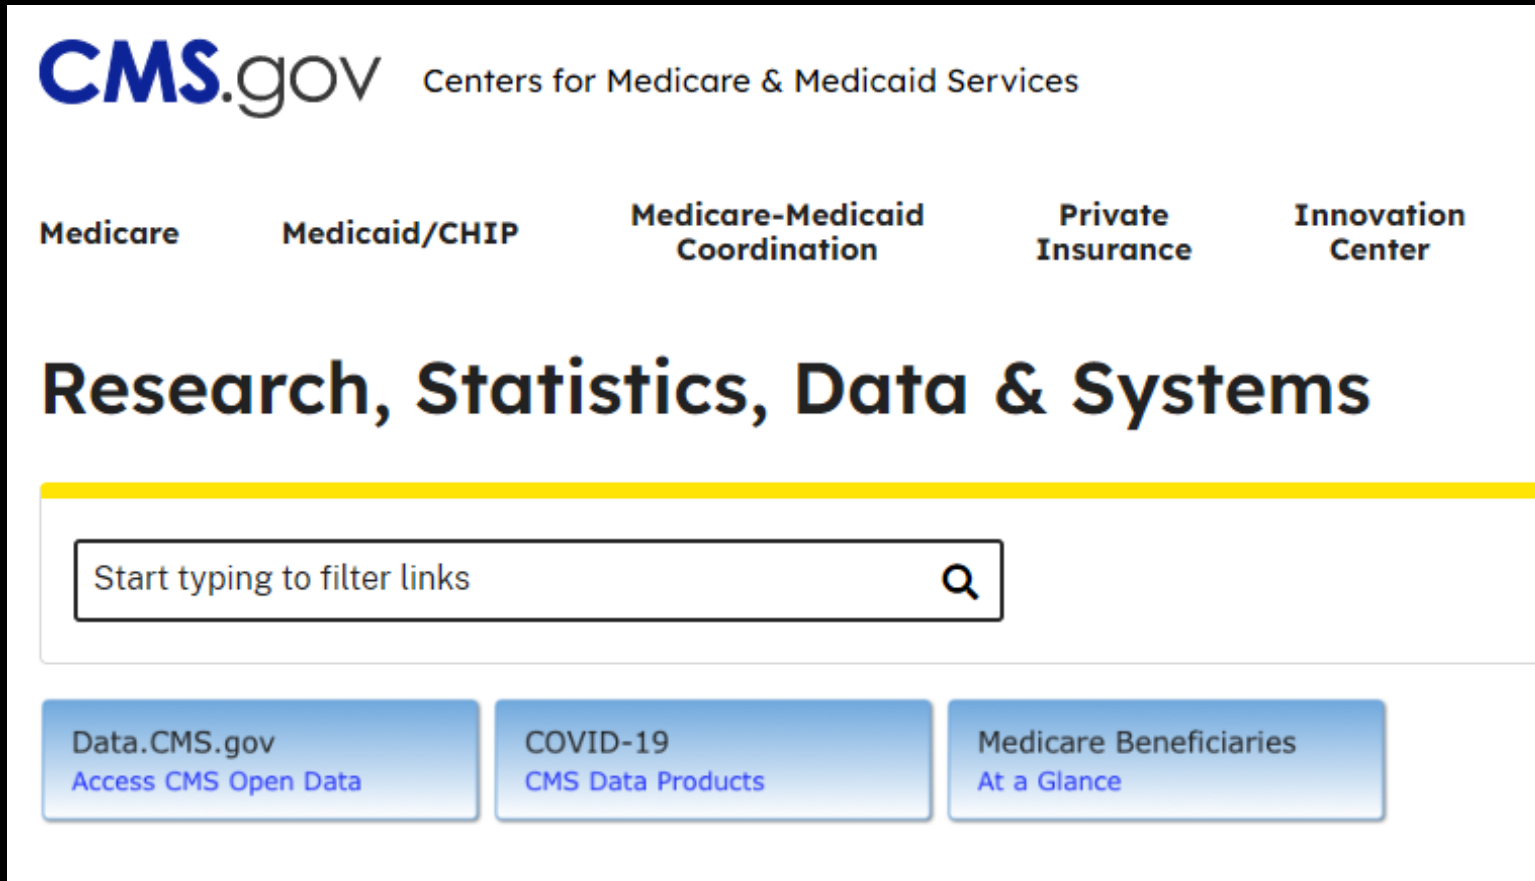 CMS.gov Centers for Medicare & Medicaid Services
Medicare
Medicaid/CHIP
Medicare-Medicaid
Coordination
Private
Insurance
Innovation
Center
Research, Statistics, Data & Systems
Start typing to filter links
Data.CMS.gov
Access CMS Open Data
COVID-19
CMS Data Products
Medicare Beneficiaries
At a Glance